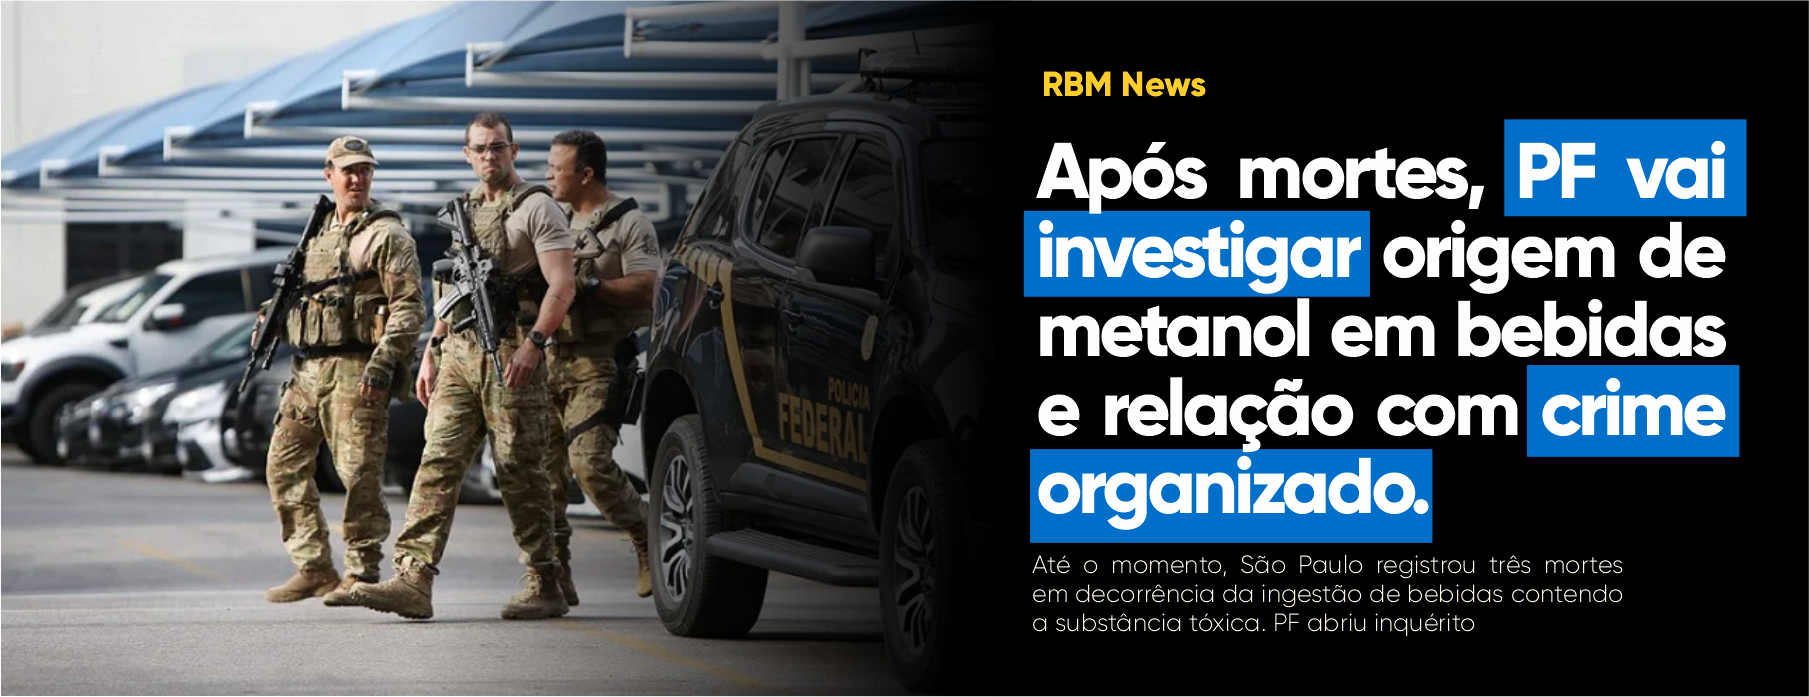 RBM News
Após mortes, PF vai
investigar origem de
metanol em bebidas
e relação com crime
organizado.
Até o momento, São Paulo registrou três mortes
em decorrência da ingestão de bebidas contendo
a substância tóxica. PF abriu inquérito
POLICIA
FEDERAL